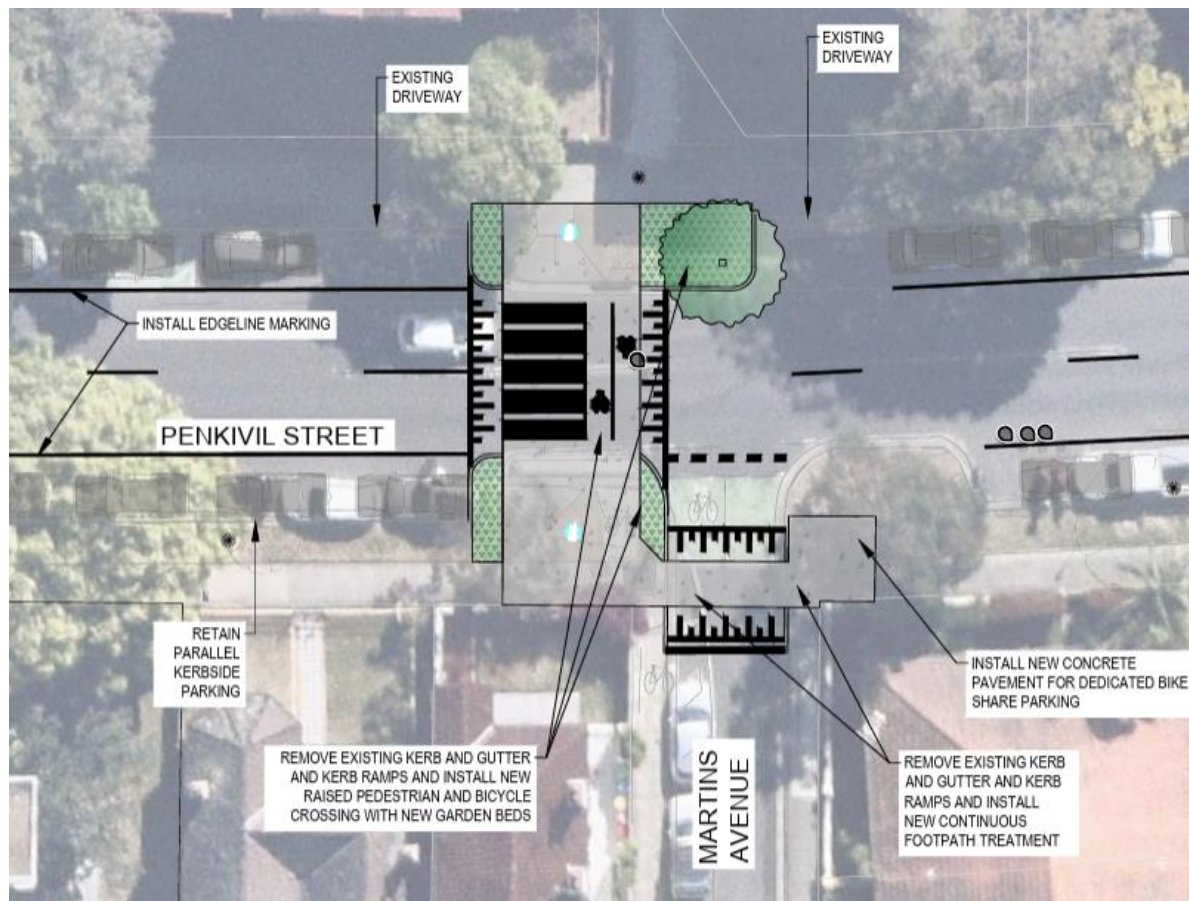 EXISTING
DRIVEWAY
EXISTING
DRIVEWAY
INSTALL EDGELINE MARKING
PENKIVIL STREET
RETAIN
PARALLEL
KERBSIDE
PARKING
REMOVE EXISTING KERB AND GUTTER
AND KERB RAMPS AND INSTALL NEW
RAISED PEDESTRIAN AND BICYCLE
CROSSING WITH NEW GARDEN BEDS
MARTINS
AVENUE
INSTALL NEW CONCRETE
PAVEMENT FOR DEDICATED BIKE
SHARE PARKING
REMOVE EXISTING KERB
AND GUTTER AND KERB
RAMPS AND INSTALL
NEW CONTINUOUS
FOOTPATH TREATMENT